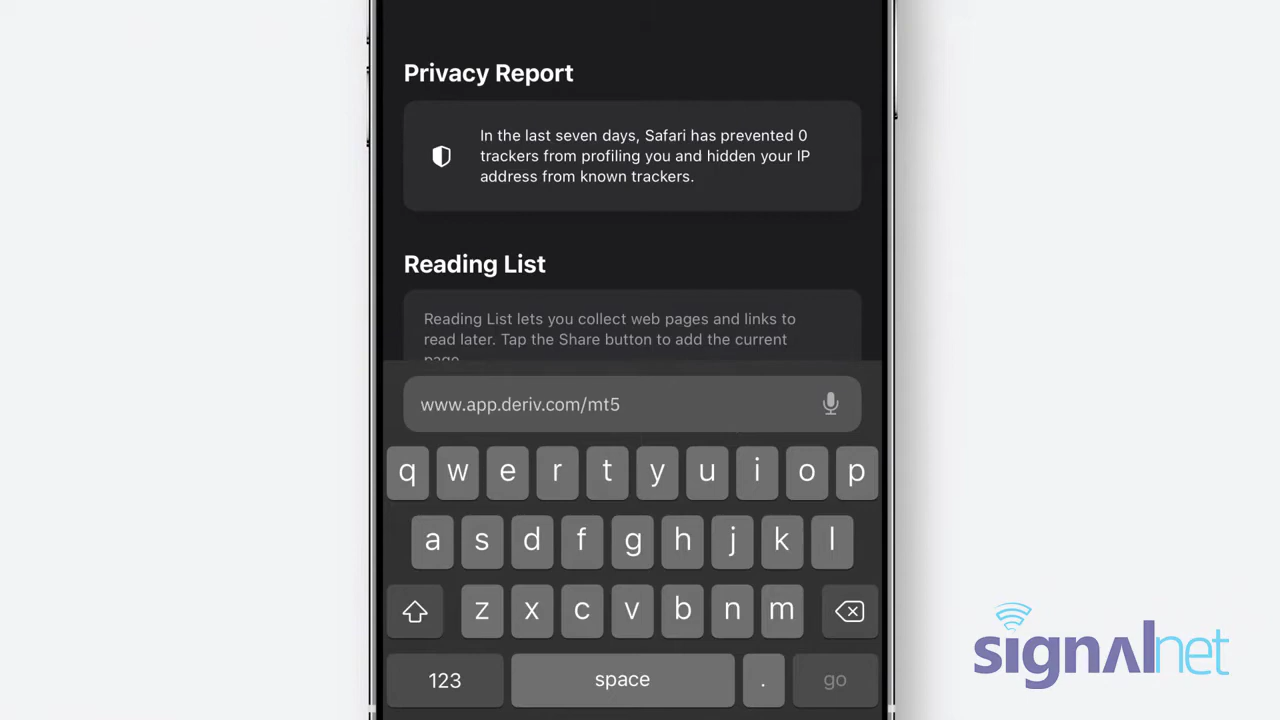 Privacy Report
In the last seven days, Safari has prevented 0
trackers from profiling you and hidden your IP
address from known trackers.
Reading List
Reading List lets you collect web pages and links to
read later. Tap the Share button to add the current
page.
www.app.deriv.com/mt5
q w e r t y u i o p
a s d f g h j k l
z x c v b n m
123 space . go
signalnet